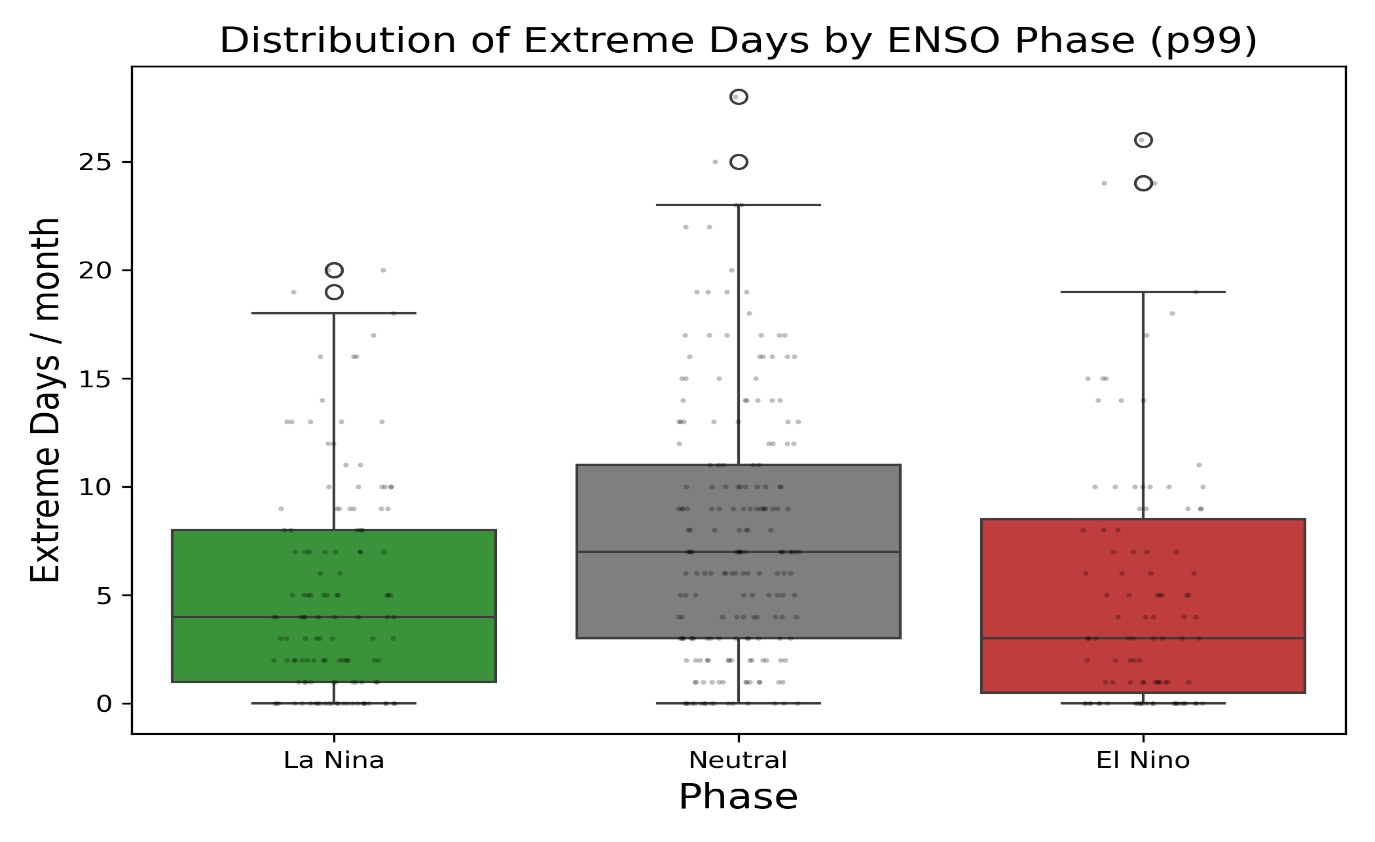 Distribution of Extreme Days by ENSO Phase (p99)
Extreme Days / month
25
20
15
10
5
0
La Nina
Neutral
El Nino
Phase